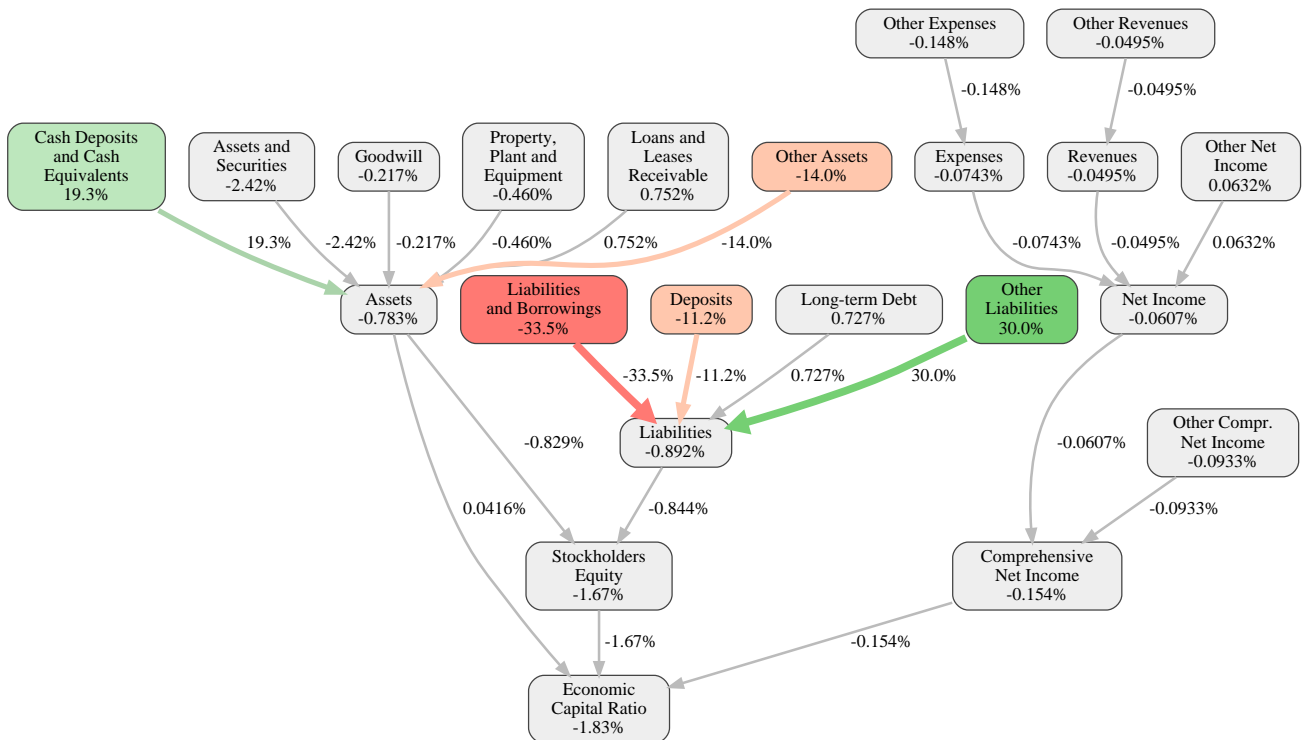 Other Expenses
-0.148%
Other Revenues
-0.0495%
-0.148%
-0.0495%
Cash Deposits
and Cash
Equivalents
19.3%
Assets and
Securities
-2.42%
Goodwill
-0.217%
Property,
Plant and
Equipment
-0.460%
Loans and
Leases
Receivable
0.752%
Other Assets
-14.0%
Expenses
-0.0743%
Revenues
-0.0495%
Other Net
Income
0.0632%
19.3%
-2.42%
-0.217%
-0.460%
0.752%
-14.0%
-0.0743%
-0.0495%
0.0632%
Assets
-0.783%
Liabilities
and Borrowings
-33.5%
Deposits
-11.2%
Long-term Debt
0.727%
Other
Liabilities
30.0%
Net Income
-0.0607%
-33.5%
-11.2%
0.727%
30.0%
-0.829%
Liabilities
-0.892%
-0.0607%
Other Compr.
Net Income
-0.0933%
0.0416%
-0.844%
-0.0933%
Stockholders
Equity
-1.67%
Comprehensive
Net Income
-0.154%
-1.67%
-0.154%
Economic
Capital Ratio
-1.83%